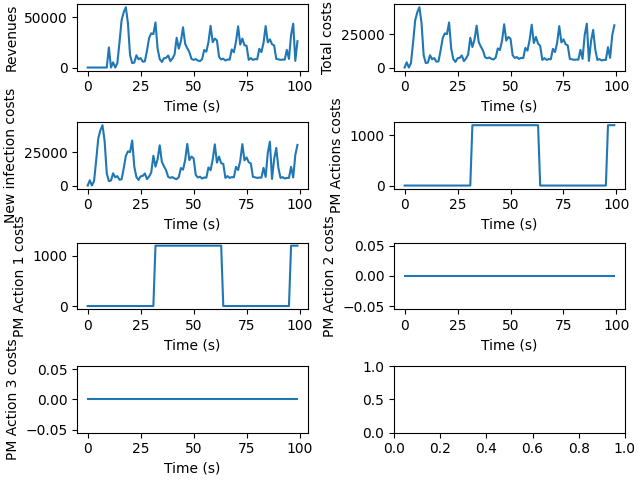 Revenues
50000
0
0 25 50 75 100
Time (s)
Total costs
25000
0
0 25 50 75 100
Time (s)
New infection costs
25000
0
0 25 50 75 100
Time (s)
PM Actions costs
1000
0
0 25 50 75 100
Time (s)
PM Action 1 costs
1000
0
0 25 50 75 100
Time (s)
PM Action 2 costs
0.05
0.00
−0.05
0 25 50 75 100
Time (s)
PM Action 3 costs
0.05
0.00
−0.05
0 25 50 75 100
Time (s)
1.0
0.5
0.0
0.0 0.2 0.4 0.6 0.8 1.0